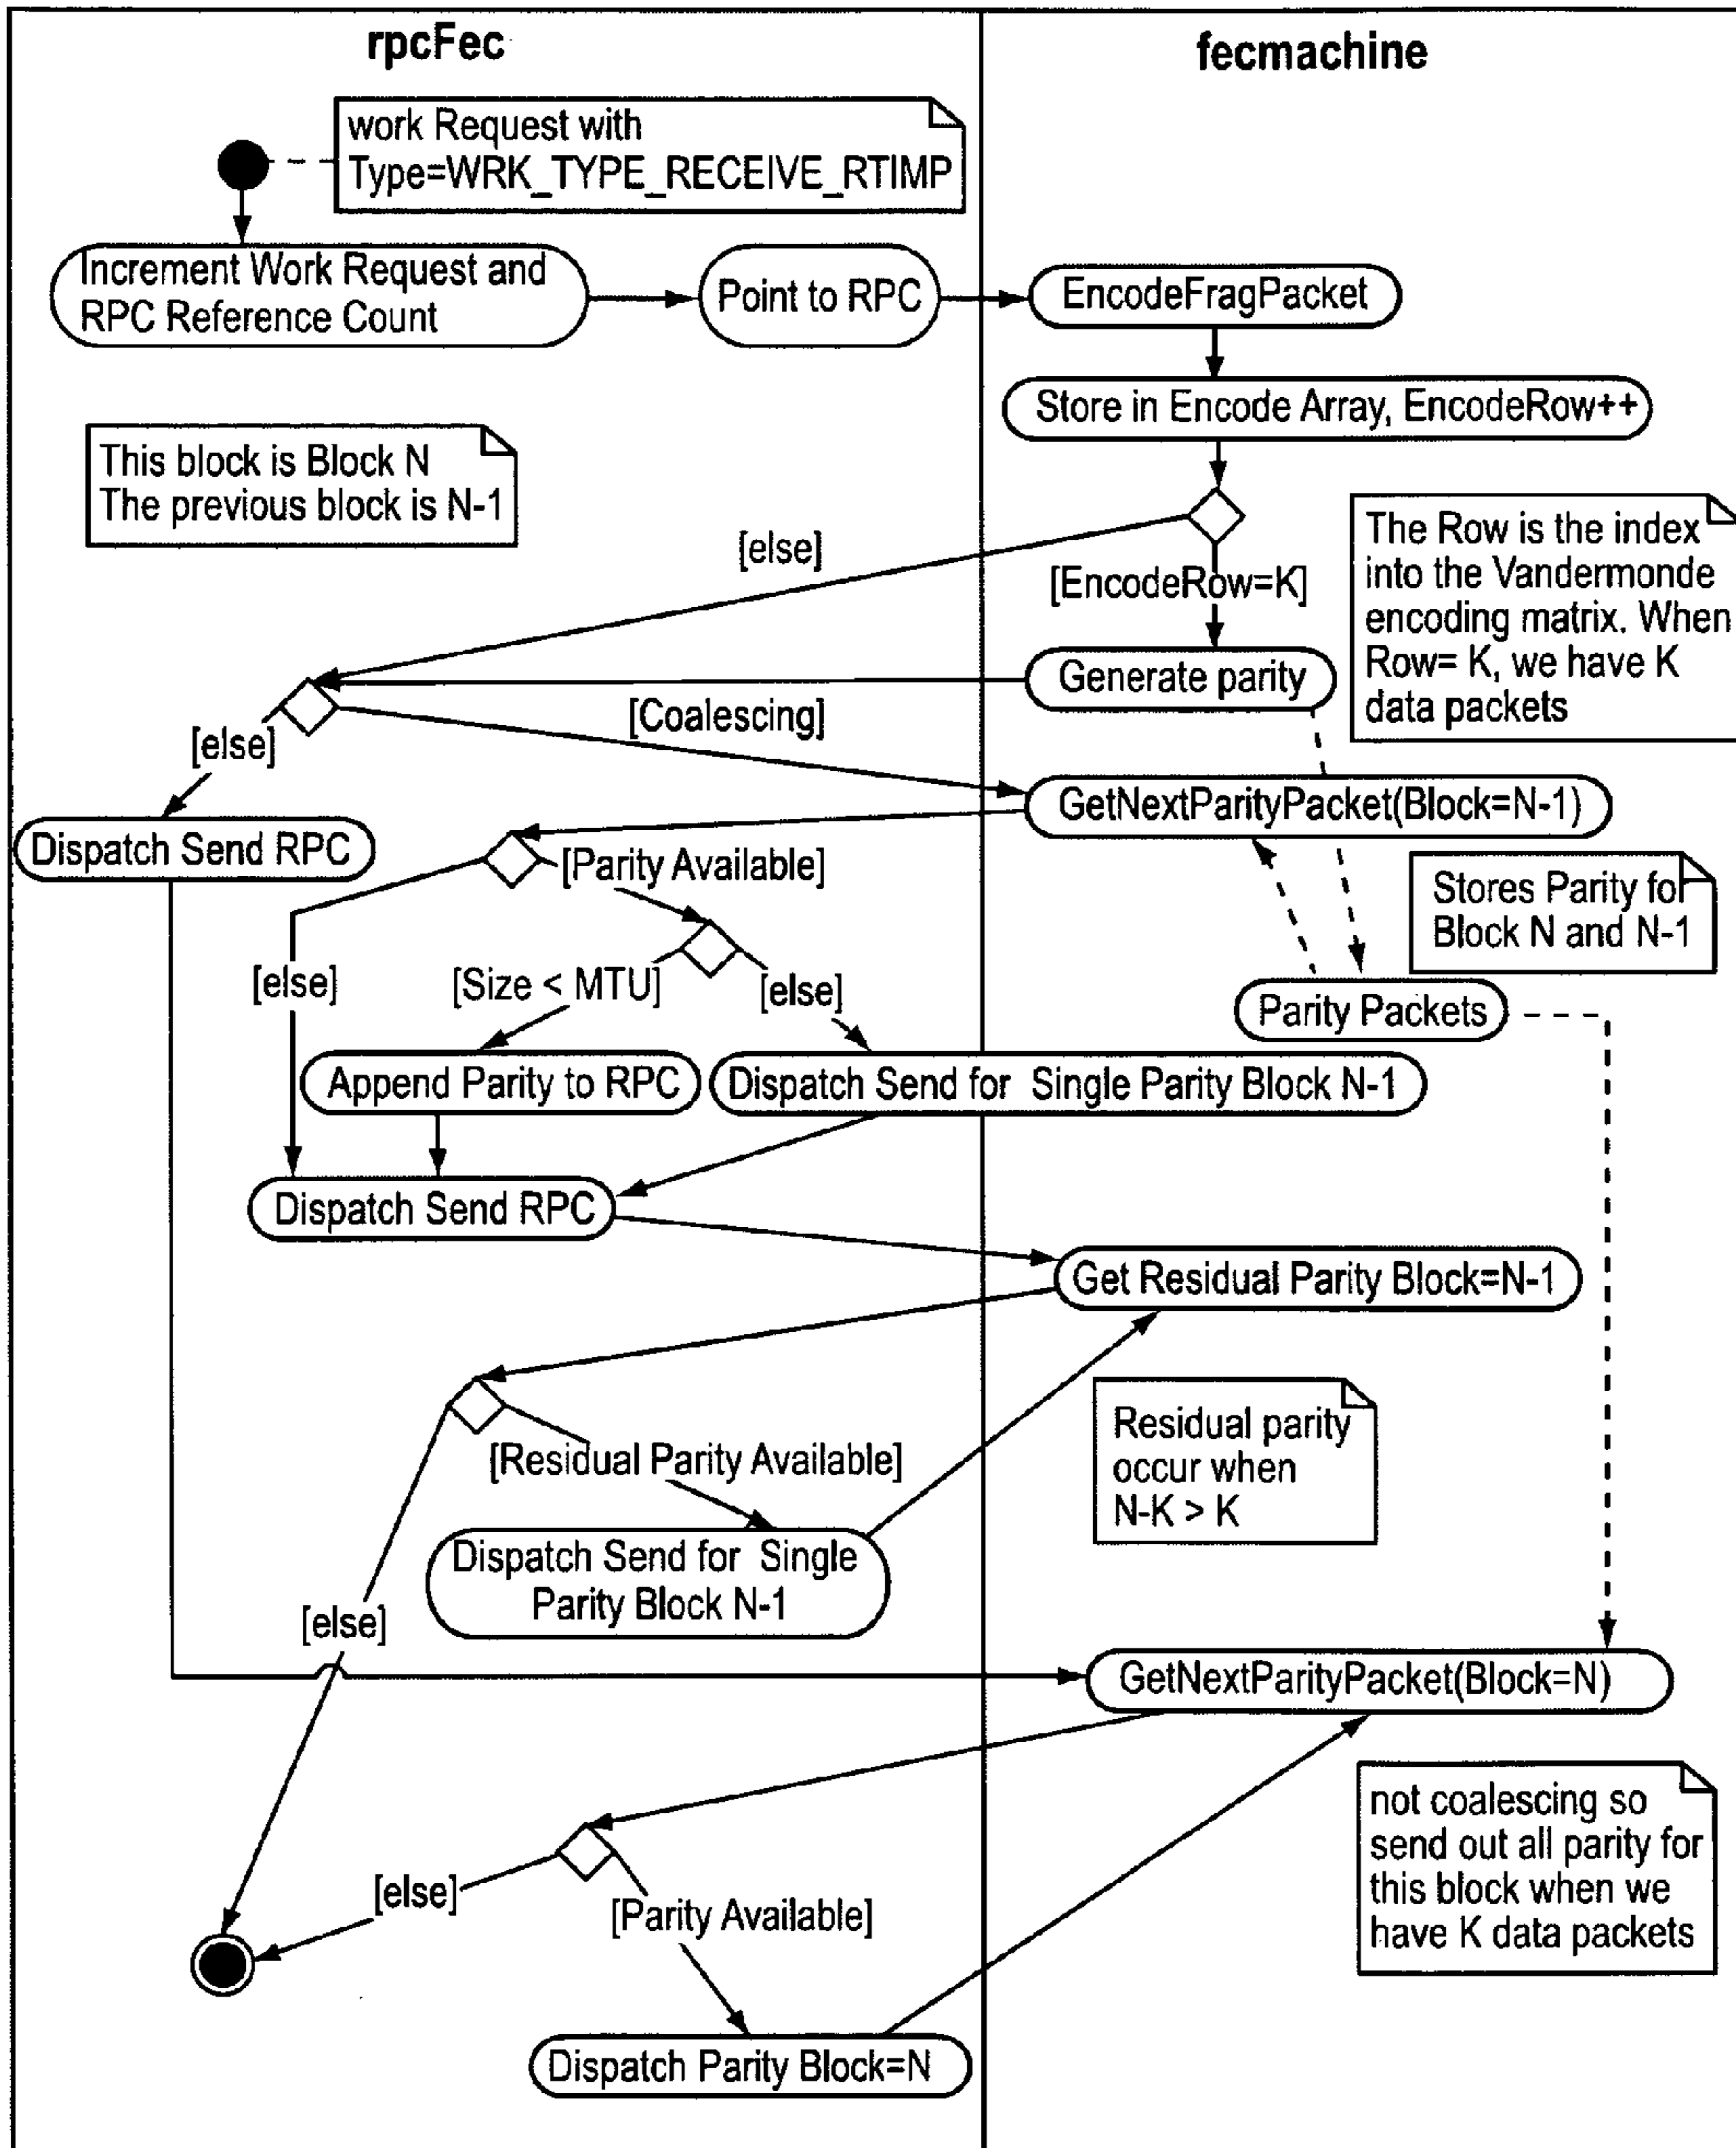 rpcFec
fecmachine
work Request with
Type=WRK_TYPE_RECEIVE_RTIMP
Increment Work Request and
RPC Reference Count
Point to RPC
EncodeFragPacket
Store in Encode Array, EncodeRow++
This block is Block N
The previous block is N-1
The Row is the index
into the Vandermonde
encoding matrix. When
Row= K, we have K
data packets
[else]
[EncodeRow=K]
Generate parity
[Coalescing]
[else]
GetNextParityPacket(Block=N-1)
Dispatch Send RPC
[Parity Available]
Stores Parity for
Block N and N-1
[else]
[Size < MTU]
[else]
Parity Packets
Append Parity to RPC
Dispatch Send for Single Parity Block N-1
Dispatch Send RPC
Get Residual Parity Block=N-1
[Residual Parity Available]
Residual parity
occur when
N-K > K
Dispatch Send for Single
Parity Block N-1
[else]
GetNextParityPacket(Block=N)
not coalescing so
send out all parity for
this block when we
have K data packets
[else]
[Parity Available]
Dispatch Parity Block=N